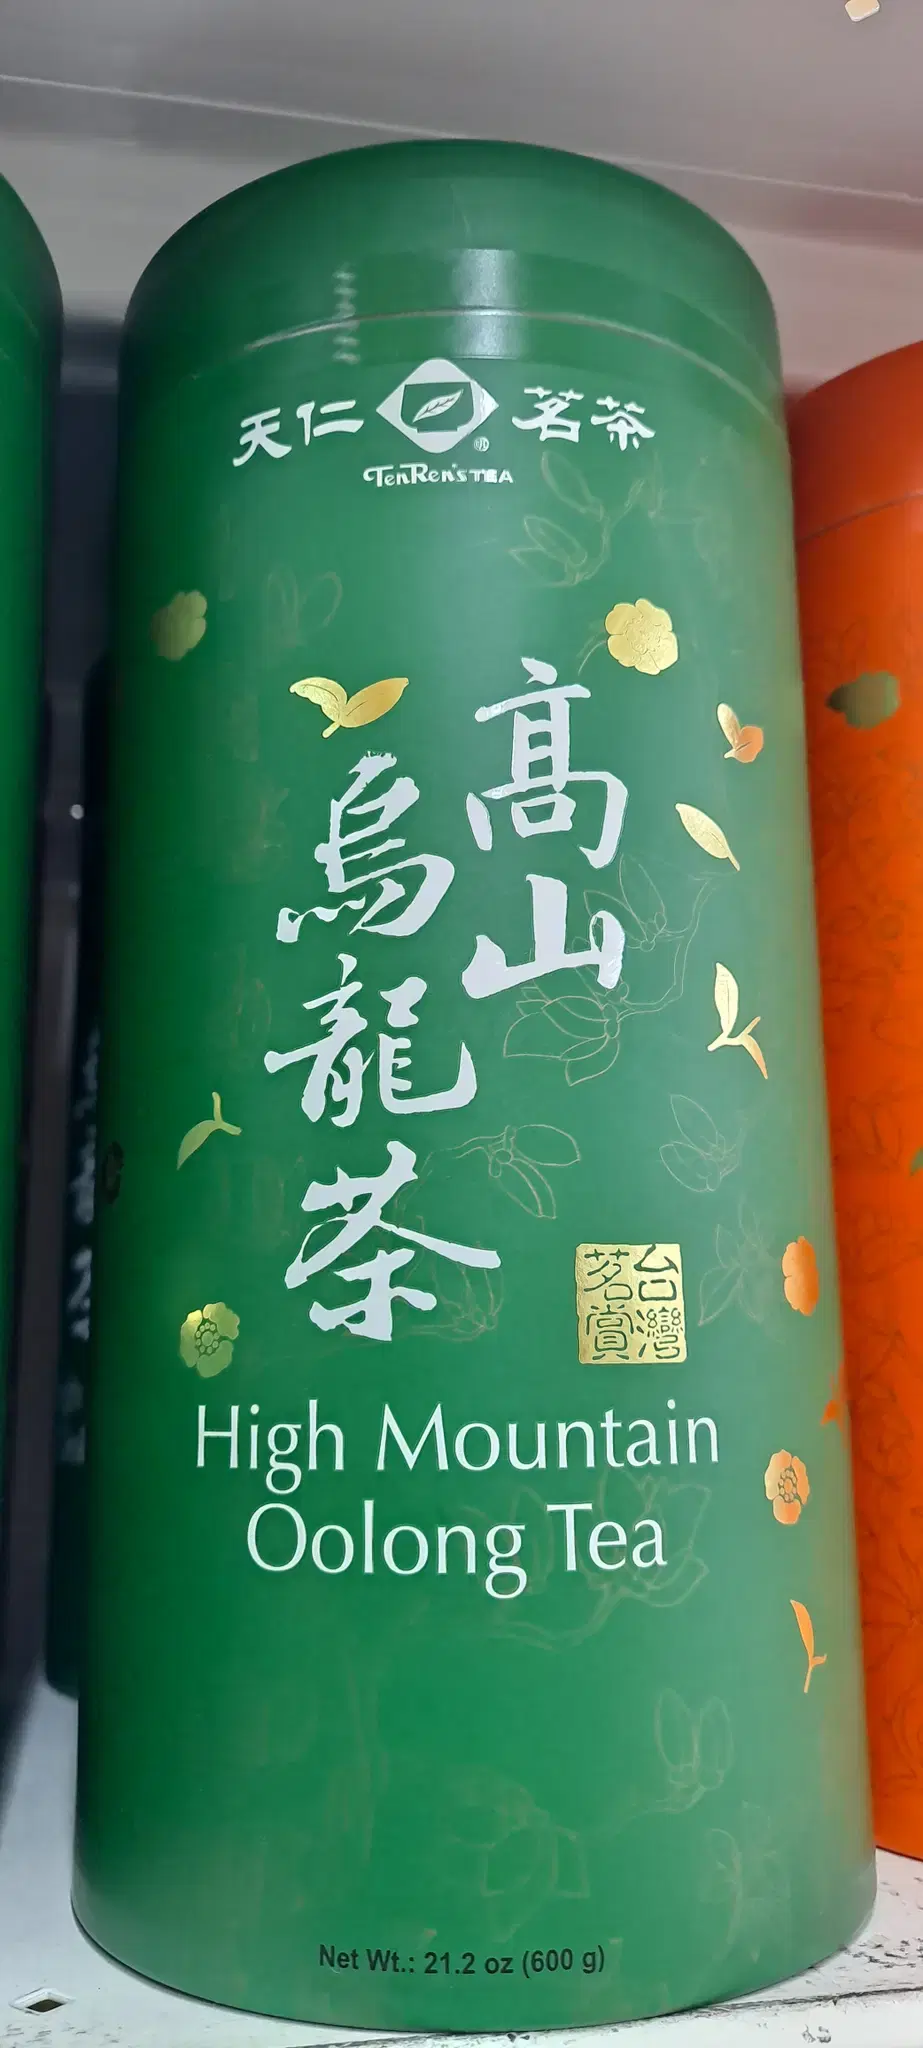 天仁 茗茶
TenRen's TEA
高山
烏龍茶
台灣
茗賞
High Mountain
Oolong Tea
Net Wt.: 21.2 oz (600 g)